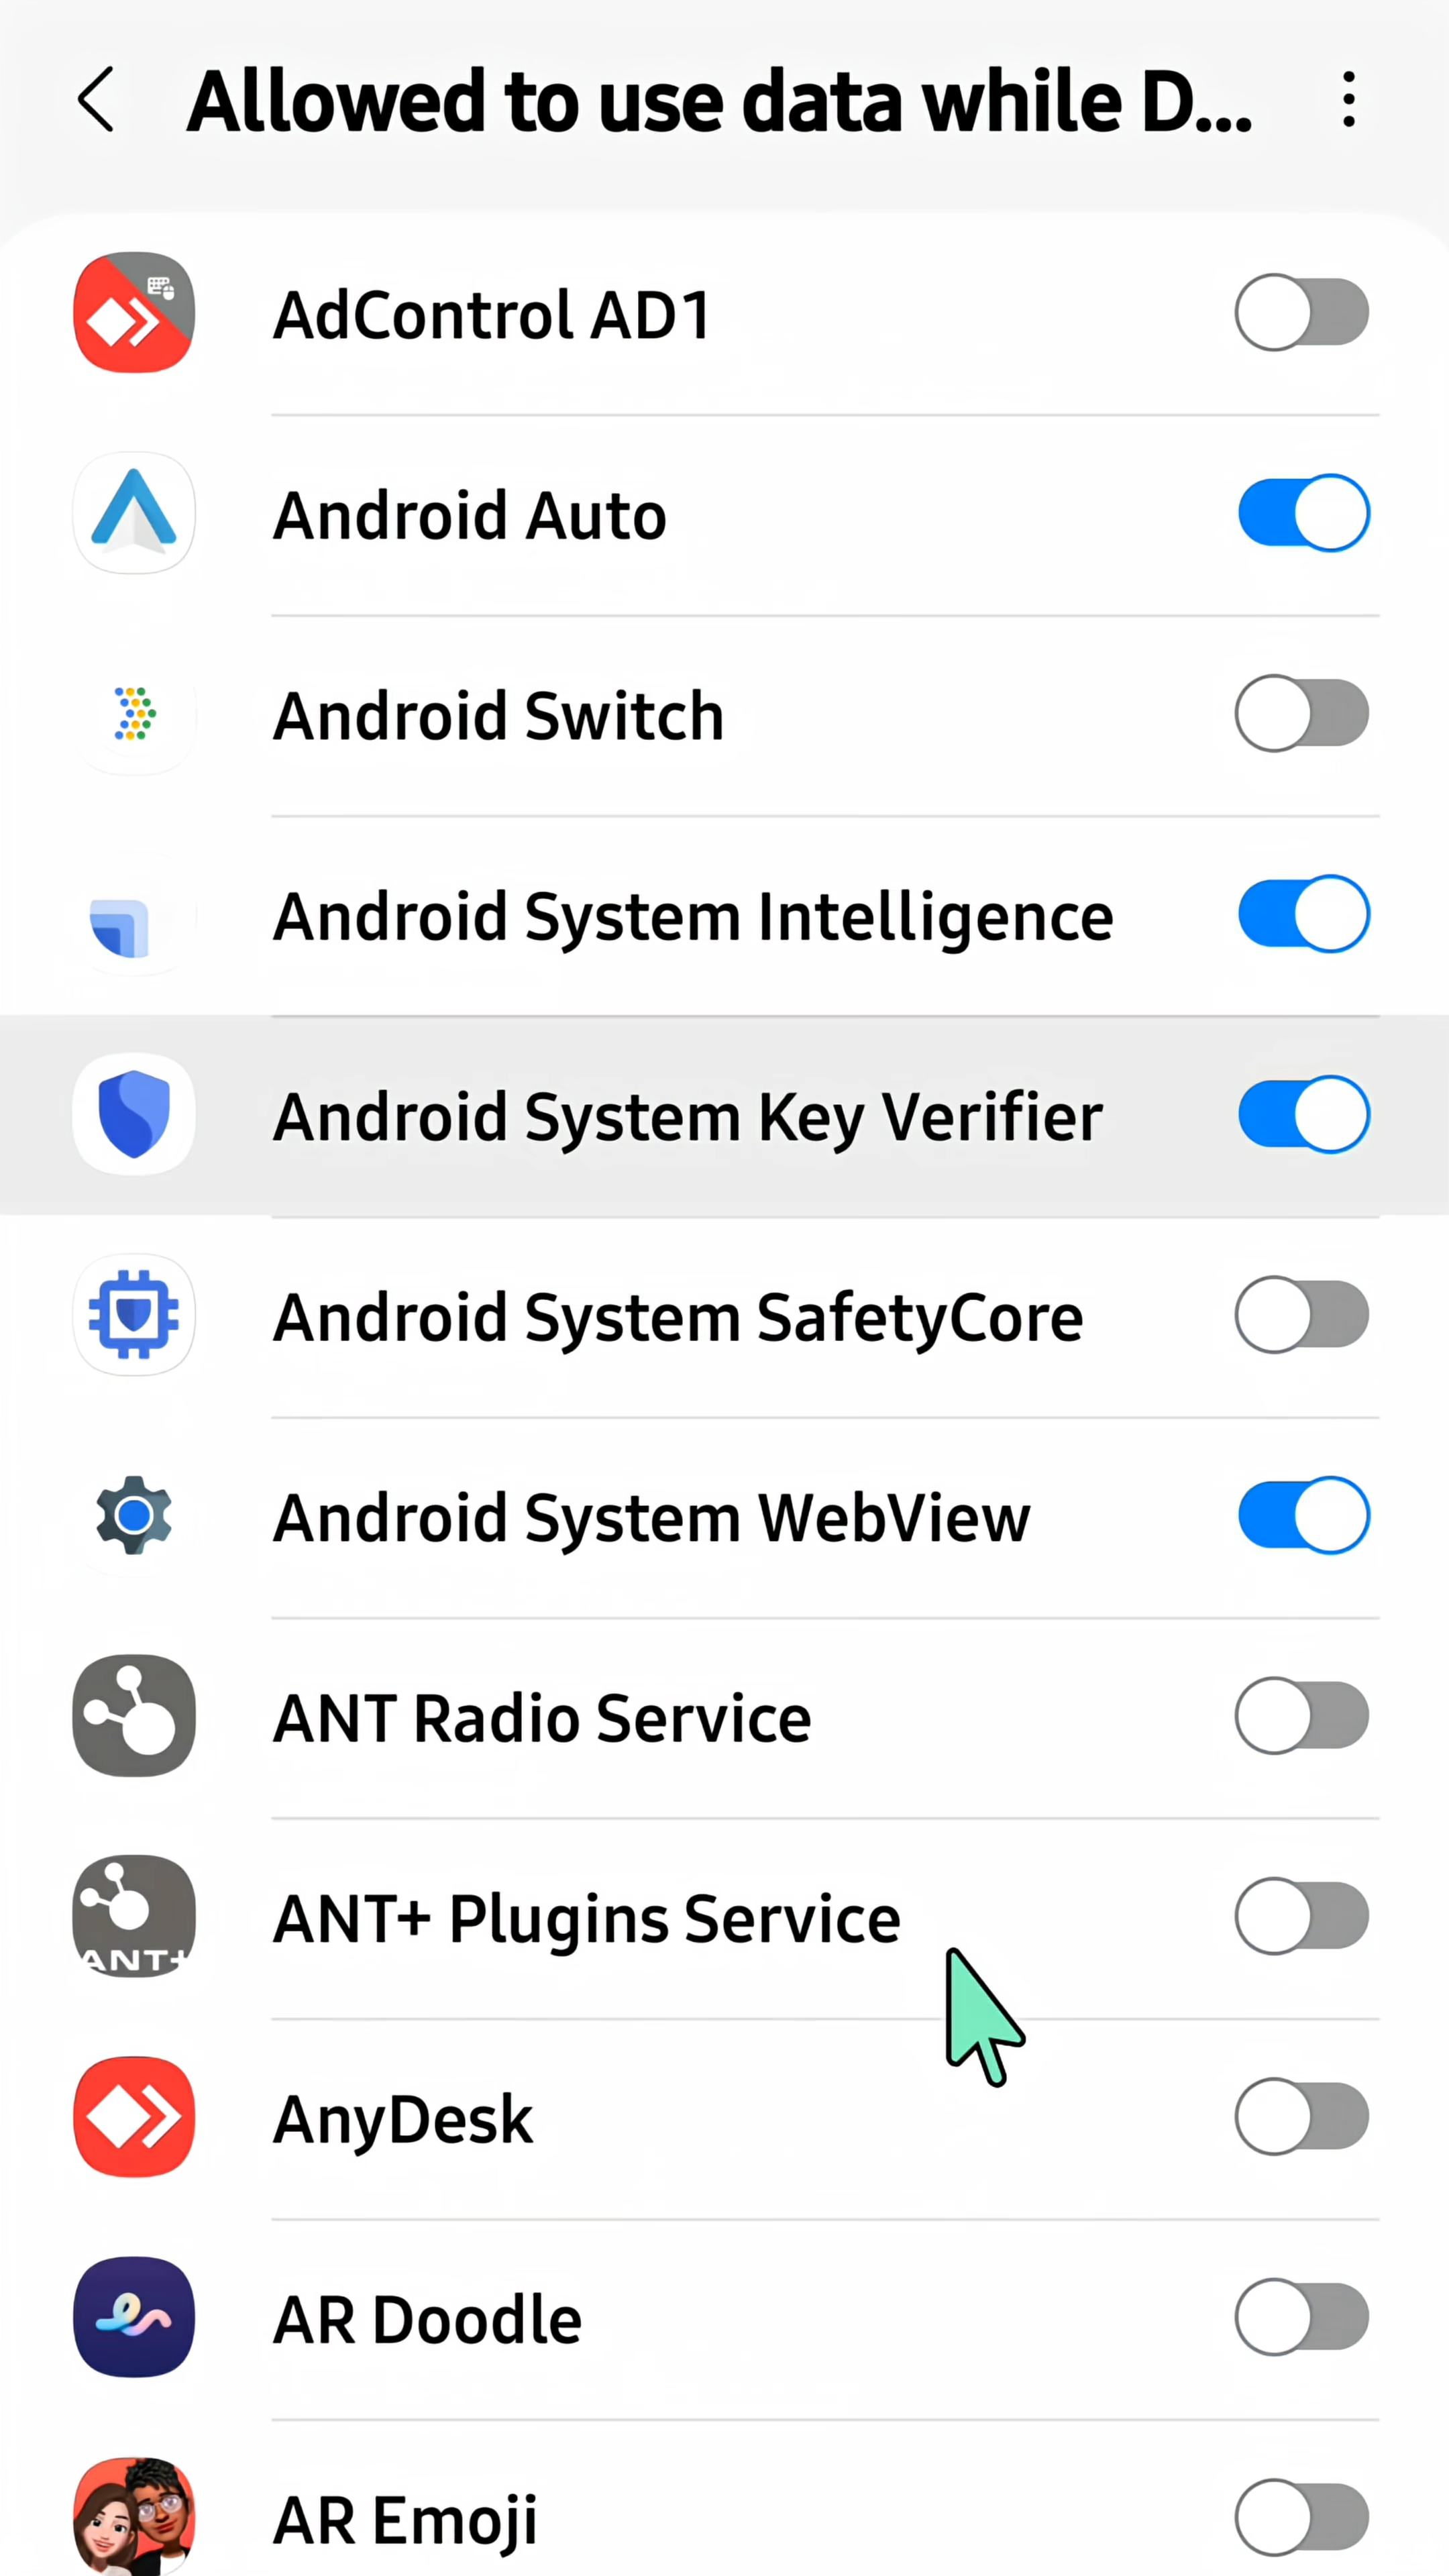 Allowed to use data while D...
AdControl AD1
Android Auto
Android Switch
Android System Intelligence
Android System Key Verifier
Android System SafetyCore
Android System WebView
ANT Radio Service
ANT+ Plugins Service
ANT+
AnyDesk
AR Doodle
AR Emoji